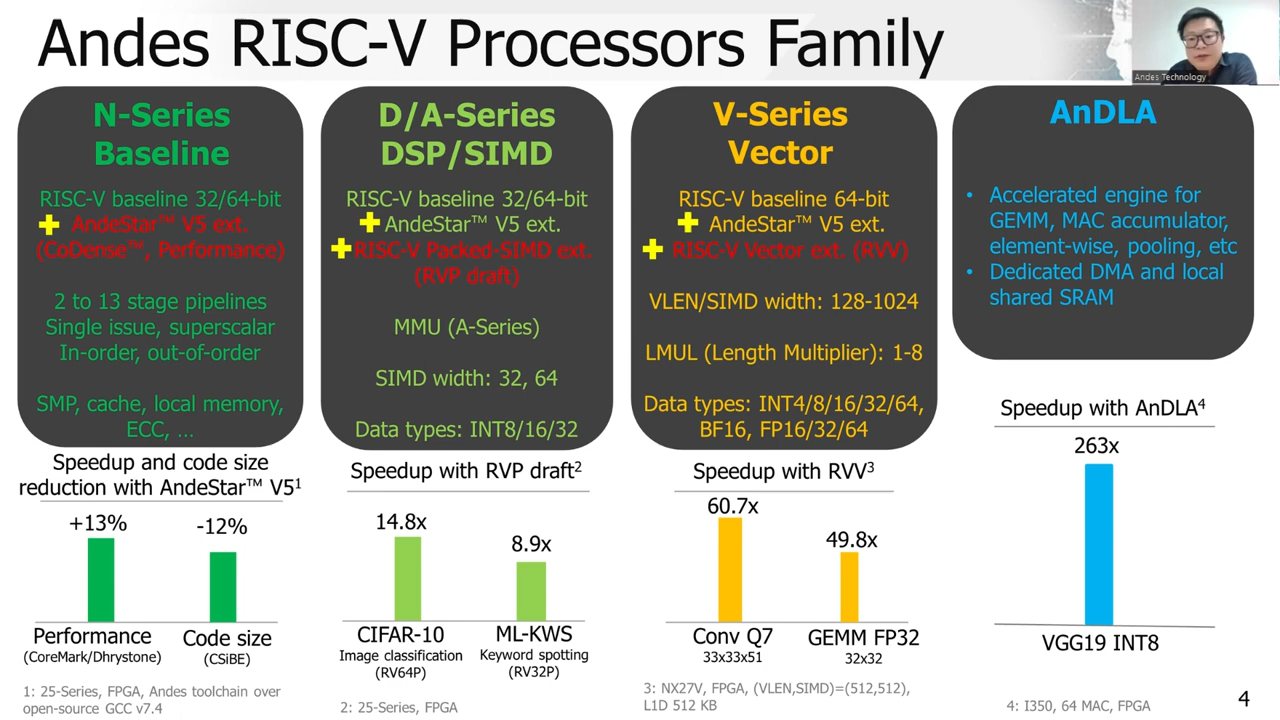 Andes RISC-V Processors Family
Andes Technology
N-Series
Baseline
RISC-V baseline 32/64-bit
AndeStar™ V5 ext.
(CoDense™, Performance)
2 to 13 stage pipelines
Single issue, superscalar
In-order, out-of-order
SMP, cache, local memory,
ECC, …
Speedup and code size
reduction with AndeStar™ V5¹
+13%
-12%
Performance
(CoreMark/Dhrystone)
Code size
(CSiBE)
1: 25-Series, FPGA, Andes toolchain over
open-source GCC v7.4
D/A-Series
DSP/SIMD
RISC-V baseline 32/64-bit
AndeStar™ V5 ext.
RISC-V Packed-SIMD ext.
(RVP draft)
MMU (A-Series)
SIMD width: 32, 64
Data types: INT8/16/32
Speedup with RVP draft²
14.8x
8.9x
CIFAR-10
Image classification
(RV64P)
ML-KWS
Keyword spotting
(RV32P)
2: 25-Series, FPGA
V-Series
Vector
RISC-V baseline 64-bit
AndeStar™ V5 ext.
RISC-V Vector ext. (RVV)
VLEN/SIMD width: 128-1024
LMUL (Length Multiplier): 1-8
Data types: INT4/8/16/32/64,
BF16, FP16/32/64
Speedup with RVV³
60.7x
49.8x
Conv Q7
33x33x51
GEMM FP32
32x32
3: NX27V, FPGA, (VLEN,SIMD)=(512,512),
L1D 512 KB
AnDLA
• Accelerated engine for
GEMM, MAC accumulator,
element-wise, pooling, etc
• Dedicated DMA and local
shared SRAM
Speedup with AnDLA⁴
263x
VGG19 INT8
4: I350, 64 MAC, FPGA
4